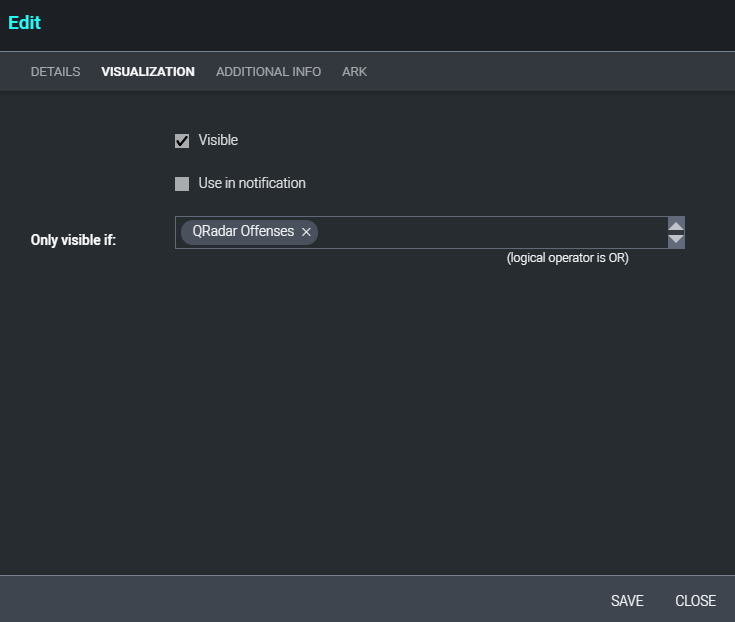 Edit
DETAILS VISUALIZATION ADDITIONAL INFO ARK
Visible
Use in notification
Only visible if: QRadar Offenses ×
(logical operator is OR)
SAVE CLOSE